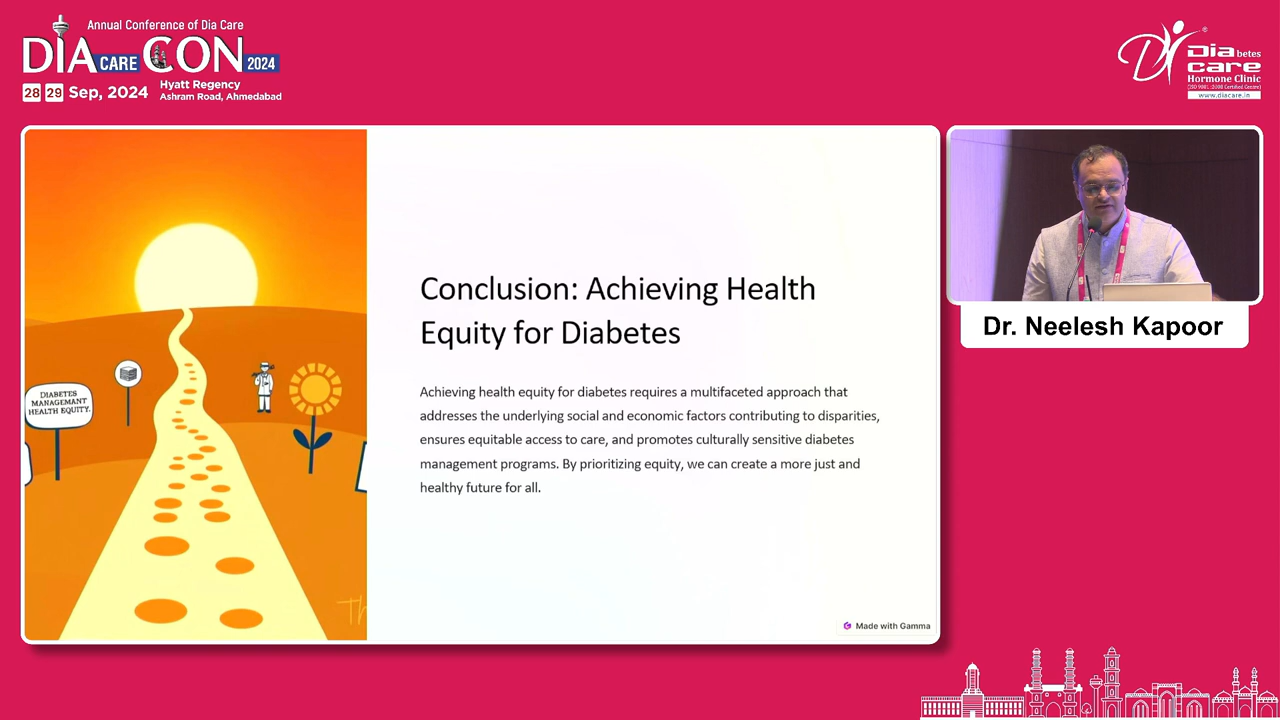 Annual Conference of Dia Care
DIA CARE CON 2024
28 29 Sep, 2024
Hyatt Regency
Ashram Road, Ahmedabad
Diabetes
care
Hormone Clinic
(ISO 9001 :2008 Certified Centre)
www.diacare.in
DIABETES
MANAGEMANT
HEALTH EQUITY.
Th
Conclusion: Achieving Health
Equity for Diabetes
Achieving health equity for diabetes requires a multifaceted approach that
addresses the underlying social and economic factors contributing to disparities,
ensures equitable access to care, and promotes culturally sensitive diabetes
management programs. By prioritizing equity, we can create a more just and
healthy future for all.
Made with Gamma
Dr. Neelesh Kapoor